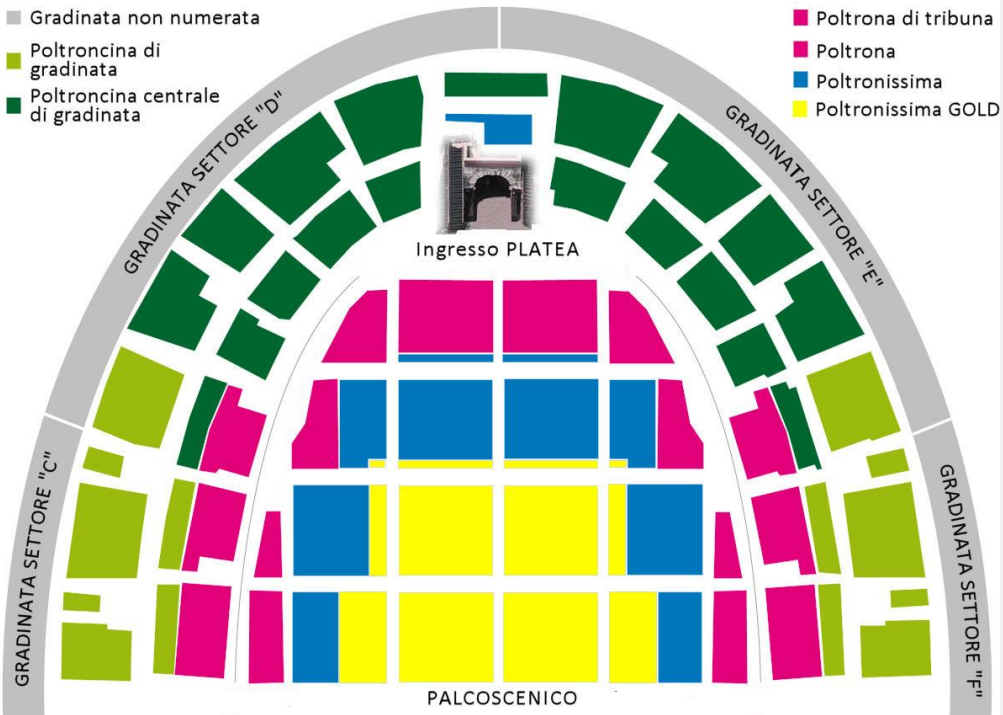 Gradinata non numerata
Poltroncina di
gradinata
Poltroncina centrale
di gradinata
Poltrona di tribuna
Poltrona
Poltronissima
Poltronissima GOLD
GRADINATA SETTORE "D"
GRADINATA SETTORE "E"
Ingresso PLATEA
GRADINATA SETTORE "C"
GRADINATA SETTORE "F"
PALCOSCENICO